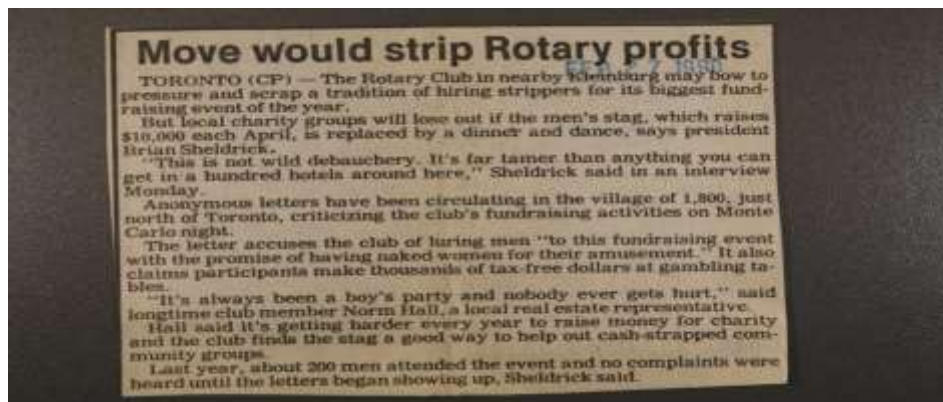 Move would strip Rotary profits
TORONTO (CP) — The Rotary Club in nearby Kleinburg may bow to
pressure and scrap a tradition of hiring strippers for its biggest fund-
raising event of the year.
But local charity groups will lose out if the men's stag, which raises
$10,000 each April, is replaced by a dinner and dance, says president
Brian Sheldrick.
"This is not wild debauchery. It's far tamer than anything you can
get in a hundred hotels around here," Sheldrick said in an interview
Monday.
Anonymous letters have been circulating in the village of 1,800, just
north of Toronto, criticizing the club's fundraising activities on Monte
Carlo night.
The letter accuses the club of luring men "to this fundraising event
with the promise of having naked women for their amusement." It also
claims participants make thousands of tax-free dollars at gambling ta-
bles.
"It's always been a boy's party and nobody ever gets hurt," said
longtime club member Norm Hall, a local real estate representative.
Hall said it's getting harder every year to raise money for charity
and the club finds the stag a good way to help out cash-strapped com-
munity groups.
Last year, about 200 men attended the event and no complaints were
heard until the letters began showing up, Sheldrick said.